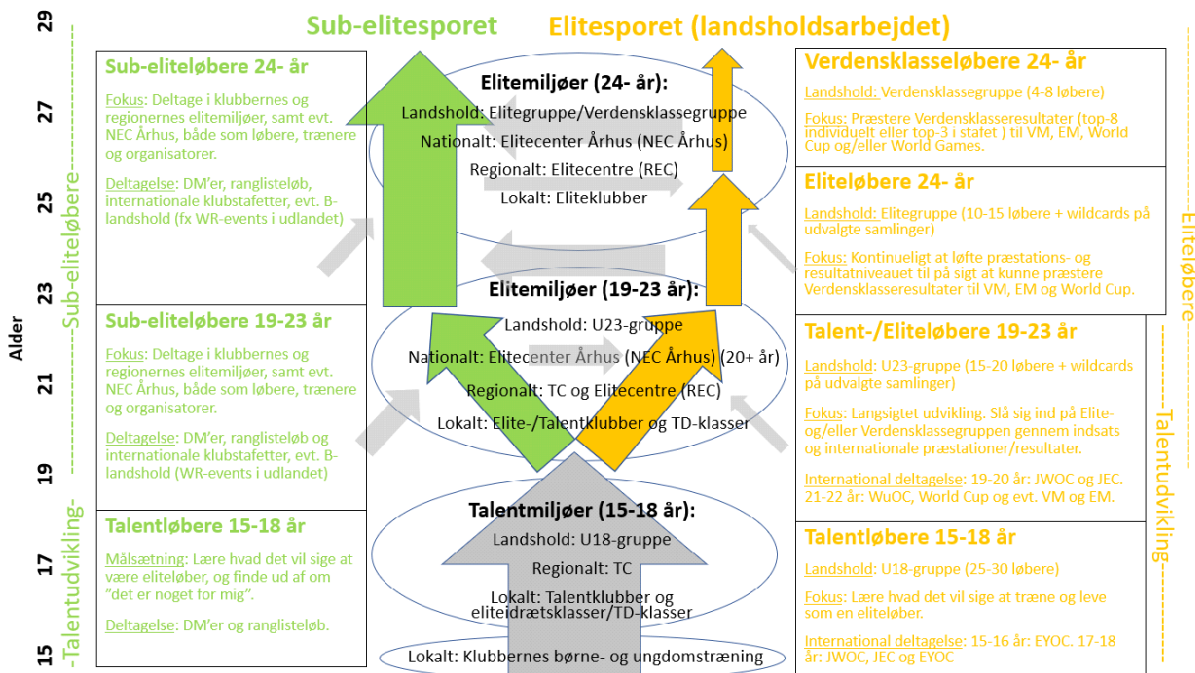 Sub-elitesporet
Elitesporet (landsholdsarbejdet)
Alder
29
27
25
23
21
19
17
15
-Talentudvikling-
Sub-eliteløbere
Sub-eliteløbere 24- år
Fokus: Deltage i klubbernes og
regionernes elitemiljøer, samt evt.
NEC Århus, både som løbere, trænere
og organisatorer.
Deltagelse: DM'er, ranglisteløb,
internationale klubstafetter, evt. B-
landshold (fx WR-events i udlandet)
Sub-eliteløbere 19-23 år
Fokus: Deltage i klubbernes og
regionernes elitemiljøer, samt evt.
NEC Århus, både som løbere, trænere
og organisatorer.
Deltagelse: DM'er, ranglisteløb og
internationale klubstafetter, evt. B-
landshold (WR-events i udlandet)
Talentløbere 15-18 år
Målsætning: Lære hvad det vil sige at
være eliteløber, og finde ud af om
"det er noget for mig".
Deltagelse: DM'er og ranglisteløb.
Elitemiljøer (24- år):
Landshold: Elitegruppe/Verdensklassegruppe
Nationalt: Elitecenter Århus (NEC Århus)
Regionalt: Elitecentre (REC)
Lokalt: Eliteklubber
Elitemiljøer (19-23 år):
Landshold: U23-gruppe
Nationalt: Elitecenter Århus (NEC Århus) (20+ år)
Regionalt: TC og Elitecentre (REC)
Lokalt: Elite-/Talentklubber og TD-klasser
Talentmiljøer (15-18 år):
Landshold: U18-gruppe
Regionalt: TC
Lokalt: Talentklubber og
eliteidrætsklasser/TD-klasser
Lokalt: Klubbernes børne- og ungdomstræning
Verdensklasseløbere 24- år
Landshold: Verdensklassegruppe (4-8 løbere)
Fokus: Præstere Verdensklasseresultater (top-8
individuelt eller top-3 i stafet ) til VM, EM, World
Cup og/eller World Games.
Eliteløbere 24- år
Landshold: Elitegruppe (10-15 løbere + wildcards på
udvalgte samlinger)
Fokus: Kontinueligt at løfte præstations- og
resultatniveauet til på sigt at kunne præstere
Verdensklasseresultater til VM, EM og World Cup.
Talent-/Eliteløbere 19-23 år
Landshold: U23-gruppe (15-20 løbere + wildcards
på udvalgte samlinger)
Fokus: Langsigtet udvikling. Slå sig ind på Elite-
og/eller Verdensklassegruppen gennem indsats
og internationale præstationer/resultater.
International deltagelse: 19-20 år: JWOC og JEC.
21-22 år: WuOC, World Cup og evt. VM og EM.
Talentløbere 15-18 år
Landshold: U18-gruppe (25-30 løbere)
Fokus: Lære hvad det vil sige at træne og leve
som en eliteløber.
International deltagelse: 15-16 år: EYOC. 17-18
år: JWOC, JEC og EYOC
Eliteløbere
Talentudvikling